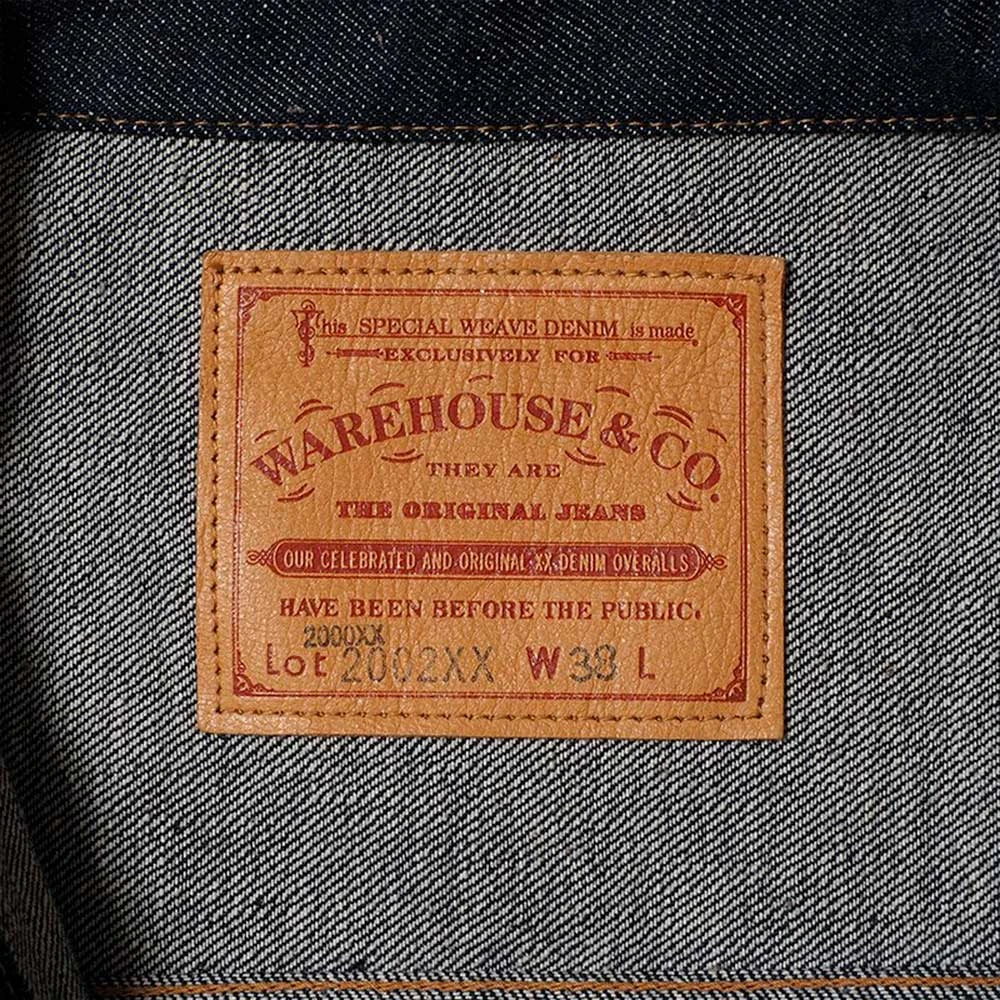 This SPECIAL WEAVE DENIM is made
EXCLUSIVELY FOR
WAREHOUSE & CO.
THEY ARE
THE ORIGINAL JEANS
OUR CELEBRATED AND ORIGINAL XX DENIM OVERALLS
HAVE BEEN BEFORE THE PUBLIC.
2000XX
Lot 2002XX W 38 L